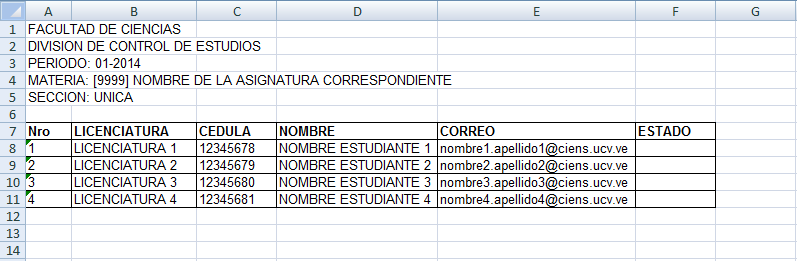 A B C D E F G
1 FACULTAD DE CIENCIAS
2 DIVISION DE CONTROL DE ESTUDIOS
3 PERIODO: 01-2014
4 MATERIA: [9999] NOMBRE DE LA ASIGNATURA CORRESPONDIENTE
5 SECCION: UNICA
6
7 Nro LICENCIATURA CEDULA NOMBRE CORREO ESTADO
8 1 LICENCIATURA 1 12345678 NOMBRE ESTUDIANTE 1 nombre1.apellido1@ciens.ucv.ve
9 2 LICENCIATURA 2 12345679 NOMBRE ESTUDIANTE 2 nombre2.apellido2@ciens.ucv.ve
10 3 LICENCIATURA 3 12345680 NOMBRE ESTUDIANTE 3 nombre3.apellido3@ciens.ucv.ve
11 4 LICENCIATURA 4 12345681 NOMBRE ESTUDIANTE 4 nombre4.apellido4@ciens.ucv.ve
12
13
14